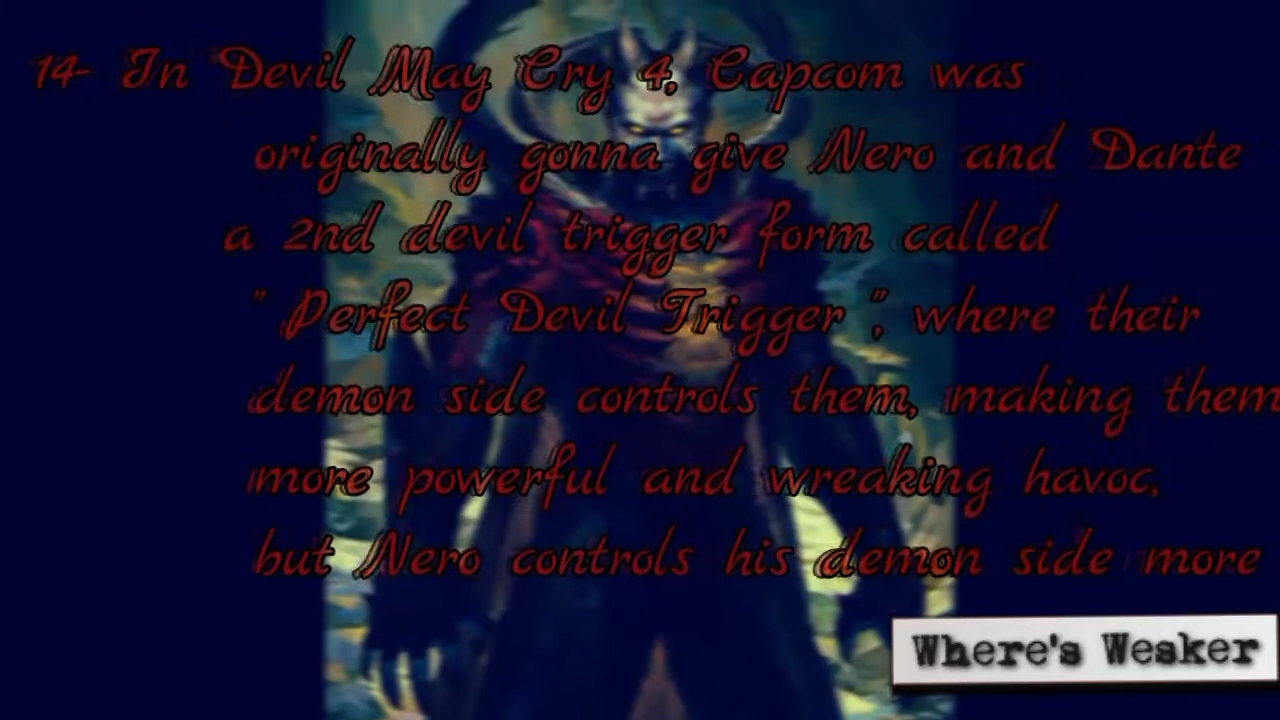 14- In Devil May Cry 4, Capcom was
originally gonna give Nero and Dante
a 2nd devil trigger form called
" Perfect Devil Trigger ", where their
demon side controls them, making them
more powerful and wreaking havoc,
but Nero controls his demon side more
Where's Wesker